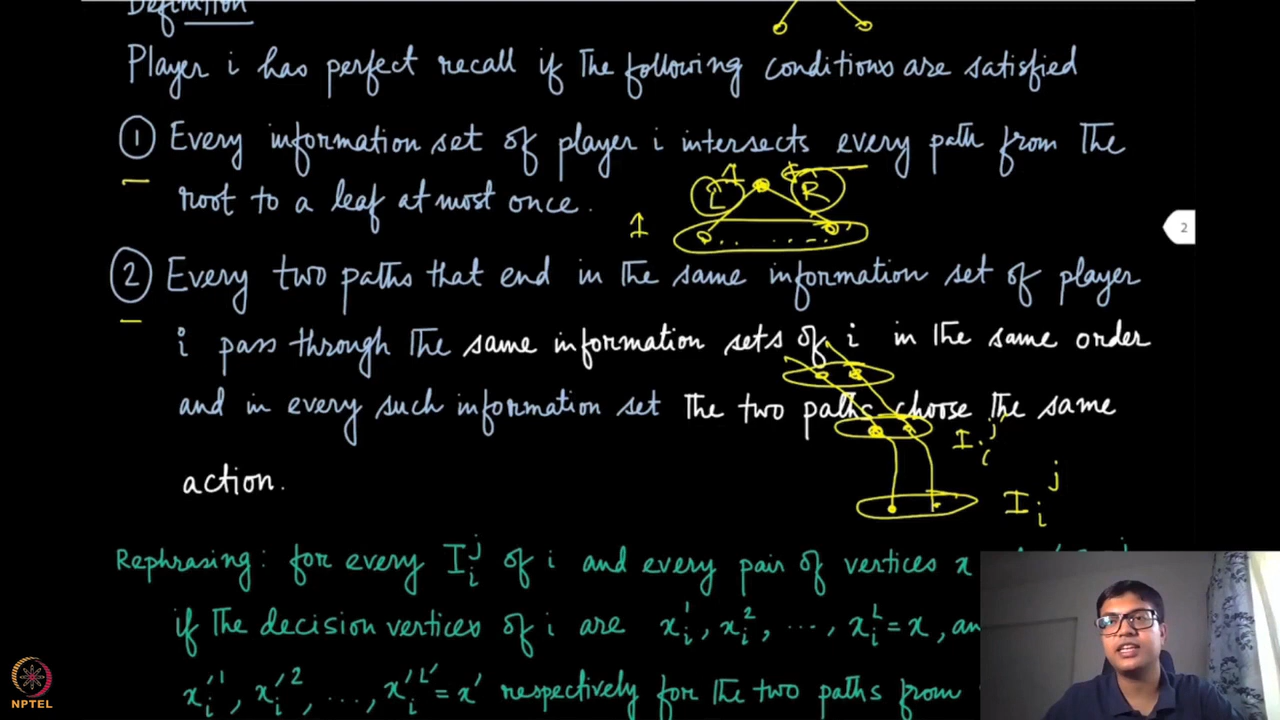 Definition
Player i has perfect recall if the following conditions are satisfied
① Every information set of player i intersects every path from the
root to a leaf at most once.
L R
I
② Every two paths that end in the same information set of player
i pass through the same information sets of i in the same order
and in every such information set the two paths choose the same
action.
I_i^j'
I_i^j
Rephrasing: for every I_i^j of i and every pair of vertices x
if the decision vertices of i are x_i^1, x_i^2, ..., x_i^L = x, an
x_i'^1, x_i'^2, ..., x_i'^L' = x' respectively for the two paths from
2
NPTEL